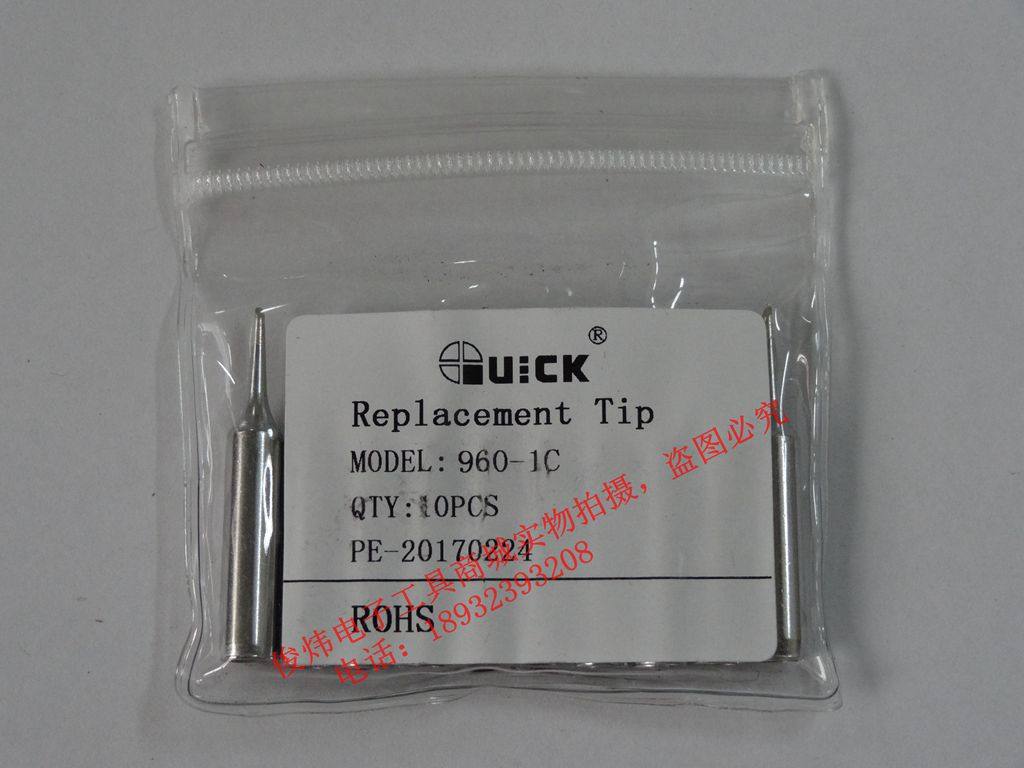 QUiCK®
Replacement Tip
MODEL: 960-1C
QTY:10PCS
PE-20170224
ROHS
俊炜电子工具商城实物拍摄，盗图必究
电话：18932393208